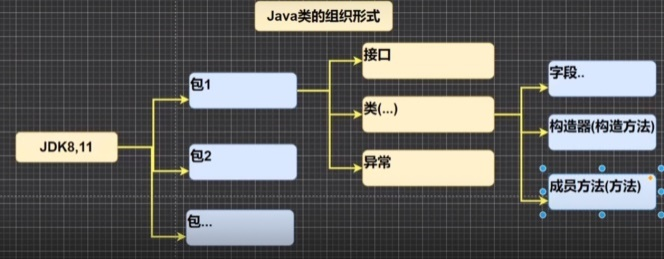 Java类的组织形式
接口
字段..
包1
类(...)
构造器(构造方法)
JDK8,11
包2
异常
成员方法(方法)
包...